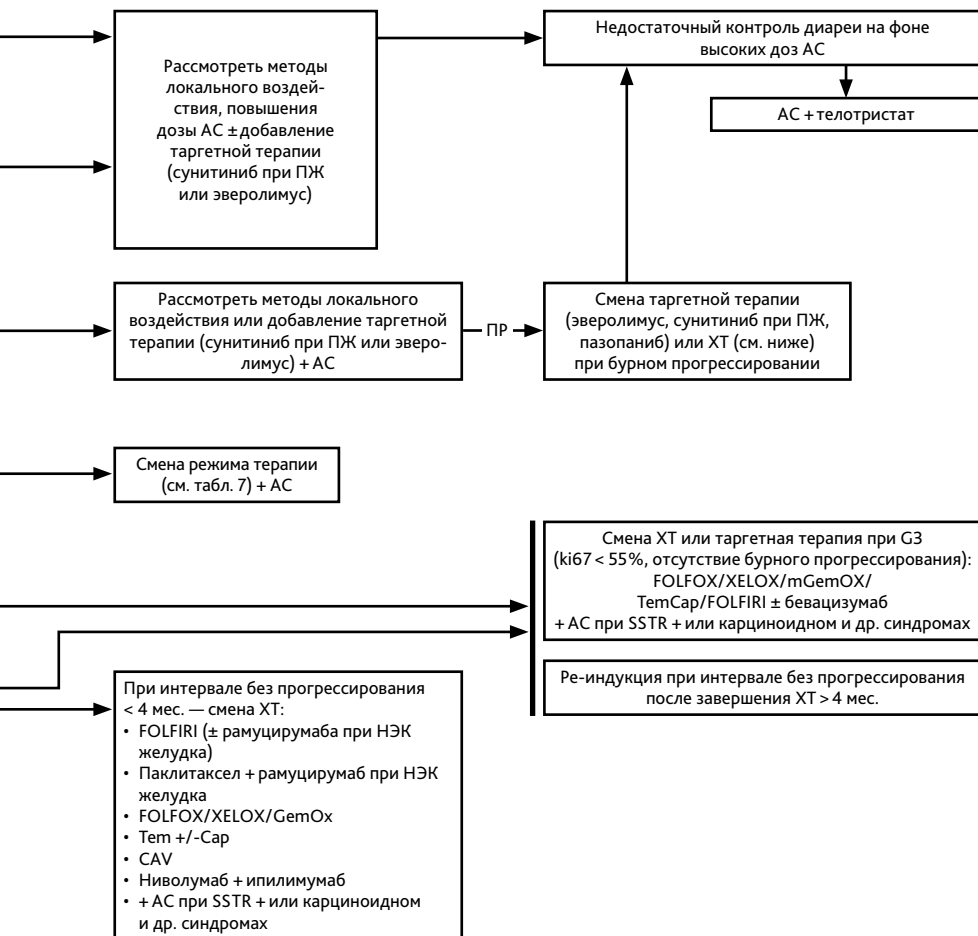 Рассмотреть методы
локального воздей-
ствия, повышения
дозы АС ± добавление
таргетной терапии
(сунитиниб при ПЖ
или эверолимус)
Недостаточный контроль диареи на фоне
высоких доз АС
АС + телотристат
Рассмотреть методы локального
воздействия или добавление таргетной
терапии (сунитиниб при ПЖ или эверо-
лимус) + АС
ПР
Смена таргетной терапии
(эверолимус, сунитиниб при ПЖ,
пазопаниб) или ХТ (см. ниже)
при бурном прогрессировании
Смена режима терапии
(см. табл. 7) + АС
Смена ХТ или таргетная терапия при G3
(ki67 < 55%, отсутствие бурного прогрессирования):
FOLFOX/XELOX/mGemOX/
TemCap/FOLFIRI ± бевацизумаб
+ АС при SSTR + или карциноидном и др. синдромах
Ре-индукция при интервале без прогрессирования
после завершения ХТ > 4 мес.
При интервале без прогрессирования
< 4 мес. — смена ХТ:
• FOLFIRI (± рамуцирумаба при НЭК
желудка)
• Паклитаксел + рамуцирумаб при НЭК
желудка
• FOLFOX/XELOX/GemOx
• Tem +/-Cap
• CAV
• Ниволумаб + ипилимумаб
• + АС при SSTR + или карциноидном
и др. синдромах